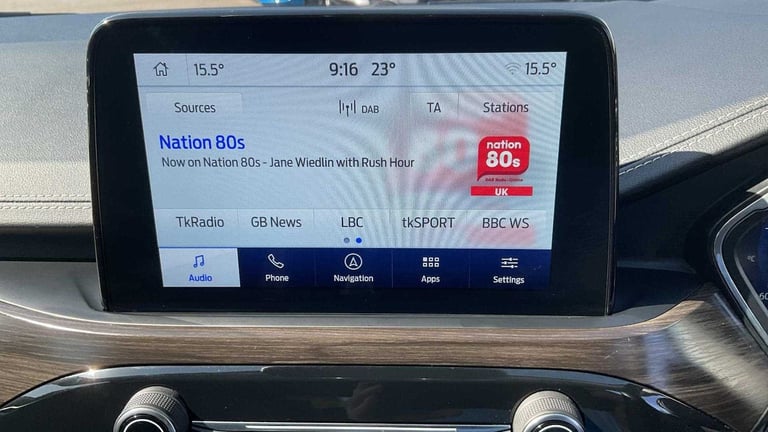 15.5° 9:16 23° 15.5°
Sources DAB TA Stations
Nation 80s
Now on Nation 80s - Jane Wiedlin with Rush Hour
nation
80s
UK
TkRadio GB News LBC tkSPORT BBC WS
Audio Phone Navigation Apps Settings
°C
60